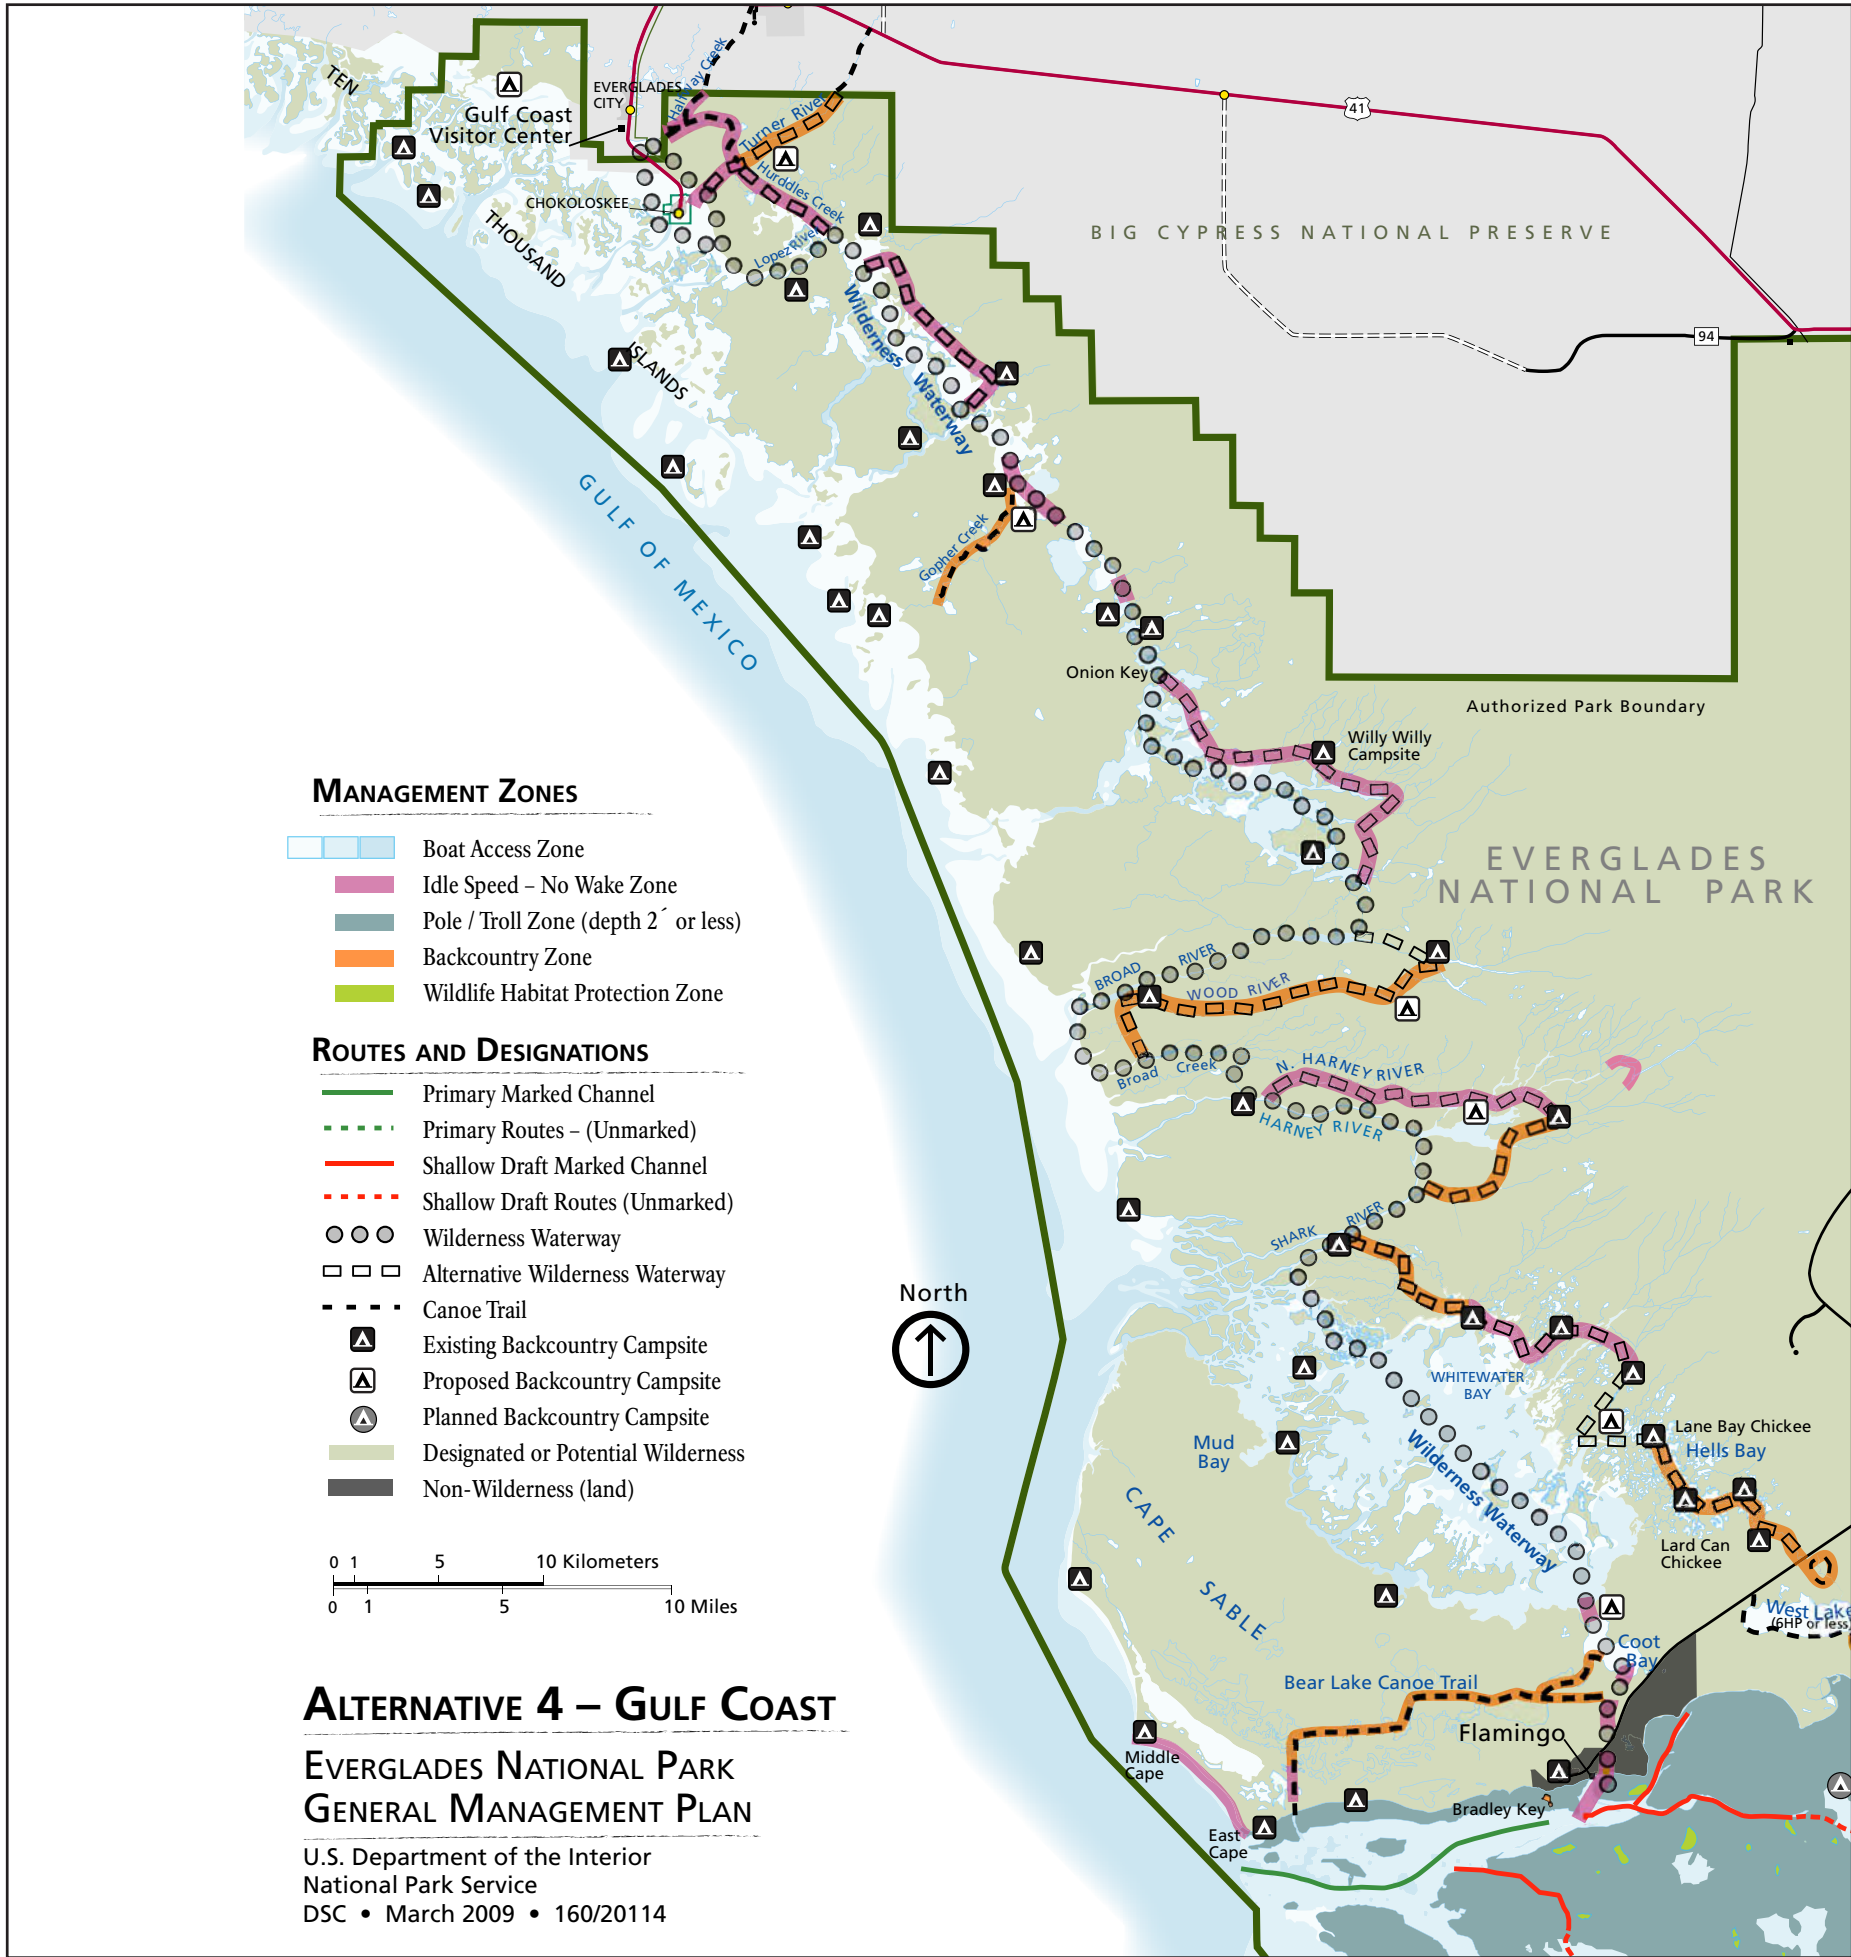 TEN
THOUSAND
ISLANDS
EVERGLADES
CITY
Gulf Coast
Visitor Center
CHOKOLOSKEE
Halfway Creek
Turner River
Hurddles Creek
Lopez River
41
94
BIG CYPRESS NATIONAL PRESERVE
Wilderness Waterway
Gopher Creek
GULF OF MEXICO
Onion Key
Authorized Park Boundary
Willy Willy
Campsite
EVERGLADES
NATIONAL PARK
BROAD RIVER
WOOD RIVER
Broad Creek
N. HARNEY RIVER
HARNEY RIVER
SHARK RIVER
WHITEWATER
BAY
Mud
Bay
Lane Bay Chickee
Hells Bay
Wilderness Waterway
Lard Can
Chickee
CAPE
SABLE
West Lake
(6HP or less)
Coot
Bay
Bear Lake Canoe Trail
Flamingo
Middle
Cape
Bradley Key
East
Cape
MANAGEMENT ZONES
Boat Access Zone
Idle Speed – No Wake Zone
Pole / Troll Zone (depth 2´ or less)
Backcountry Zone
Wildlife Habitat Protection Zone
ROUTES AND DESIGNATIONS
Primary Marked Channel
Primary Routes – (Unmarked)
Shallow Draft Marked Channel
Shallow Draft Routes (Unmarked)
Wilderness Waterway
Alternative Wilderness Waterway
Canoe Trail
Existing Backcountry Campsite
Proposed Backcountry Campsite
Planned Backcountry Campsite
Designated or Potential Wilderness
Non-Wilderness (land)
North
0 1 5 10 Kilometers
0 1 5 10 Miles
ALTERNATIVE 4 – GULF COAST
EVERGLADES NATIONAL PARK
GENERAL MANAGEMENT PLAN
U.S. Department of the Interior
National Park Service
DSC • March 2009 • 160/20114